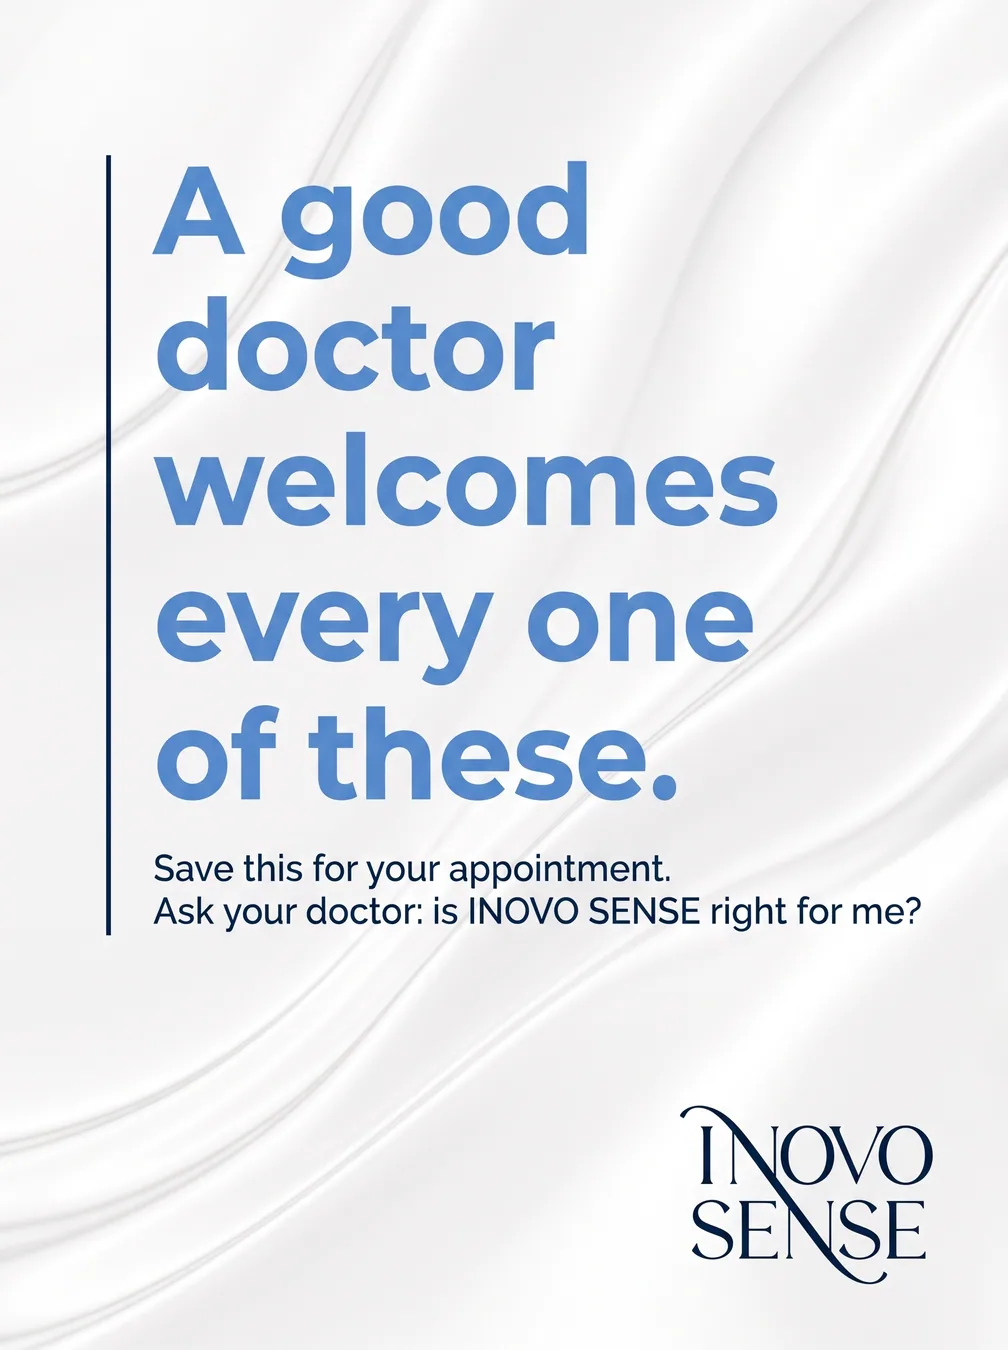 A good
doctor
welcomes
every one
of these.
Save this for your appointment.
Ask your doctor: is INOVO SENSE right for me?
INOVO
SENSE